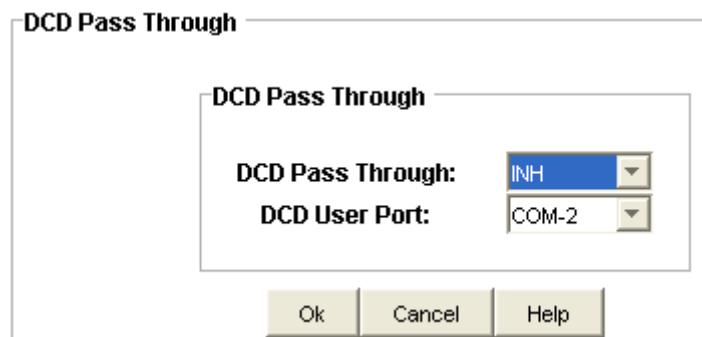 DCD Pass Through
DCD Pass Through
DCD Pass Through: INH
DCD User Port: COM-2
Ok Cancel Help